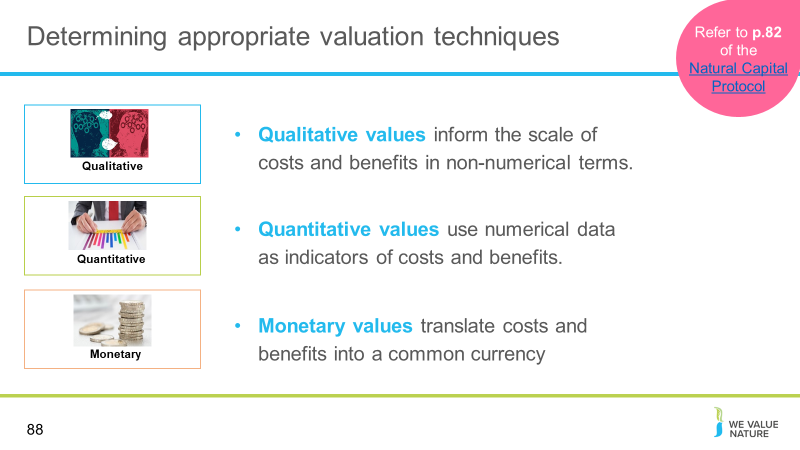 Determining appropriate valuation techniques
Refer to p.82
of the
Natural Capital
Protocol
Qualitative
• Qualitative values inform the scale of
costs and benefits in non-numerical terms.
Quantitative
• Quantitative values use numerical data
as indicators of costs and benefits.
Monetary
• Monetary values translate costs and
benefits into a common currency
88
WE VALUE
NATURE